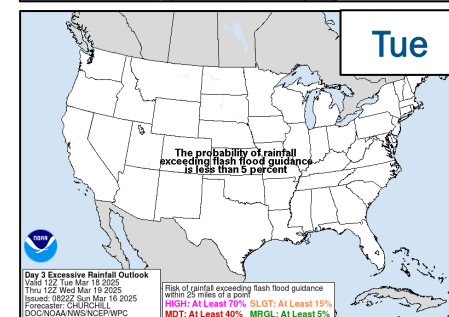 Tue
The probability of rainfall
exceeding flash flood guidance
is less than 5 percent
NOAA
Day 3 Excessive Rainfall Outlook
Valid 12Z Tue Mar 18 2025
Thru 12Z Wed Mar 19 2025
Issued: 0822Z Sun Mar 16 2025
Forecaster: CHURCHILL
DOC/NOAA/NWS/NCEP/WPC
Risk of rainfall exceeding flash flood guidance
within 25 miles of a point.
HIGH: At Least 70% SLGT: At Least 15%
MDT: At Least 40% MRGL: At Least 5%